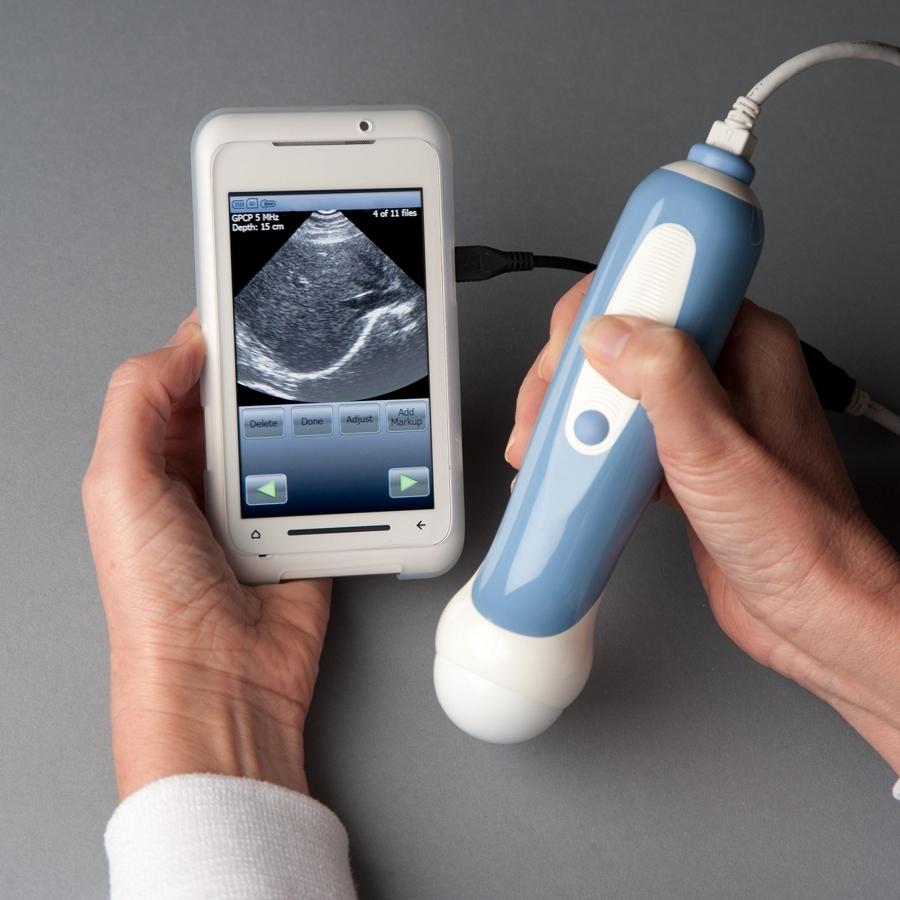 GPCP 5 MHz
4 of 11 files
Depth: 15 cm
Delete
Done
Adjust
Add
Markup